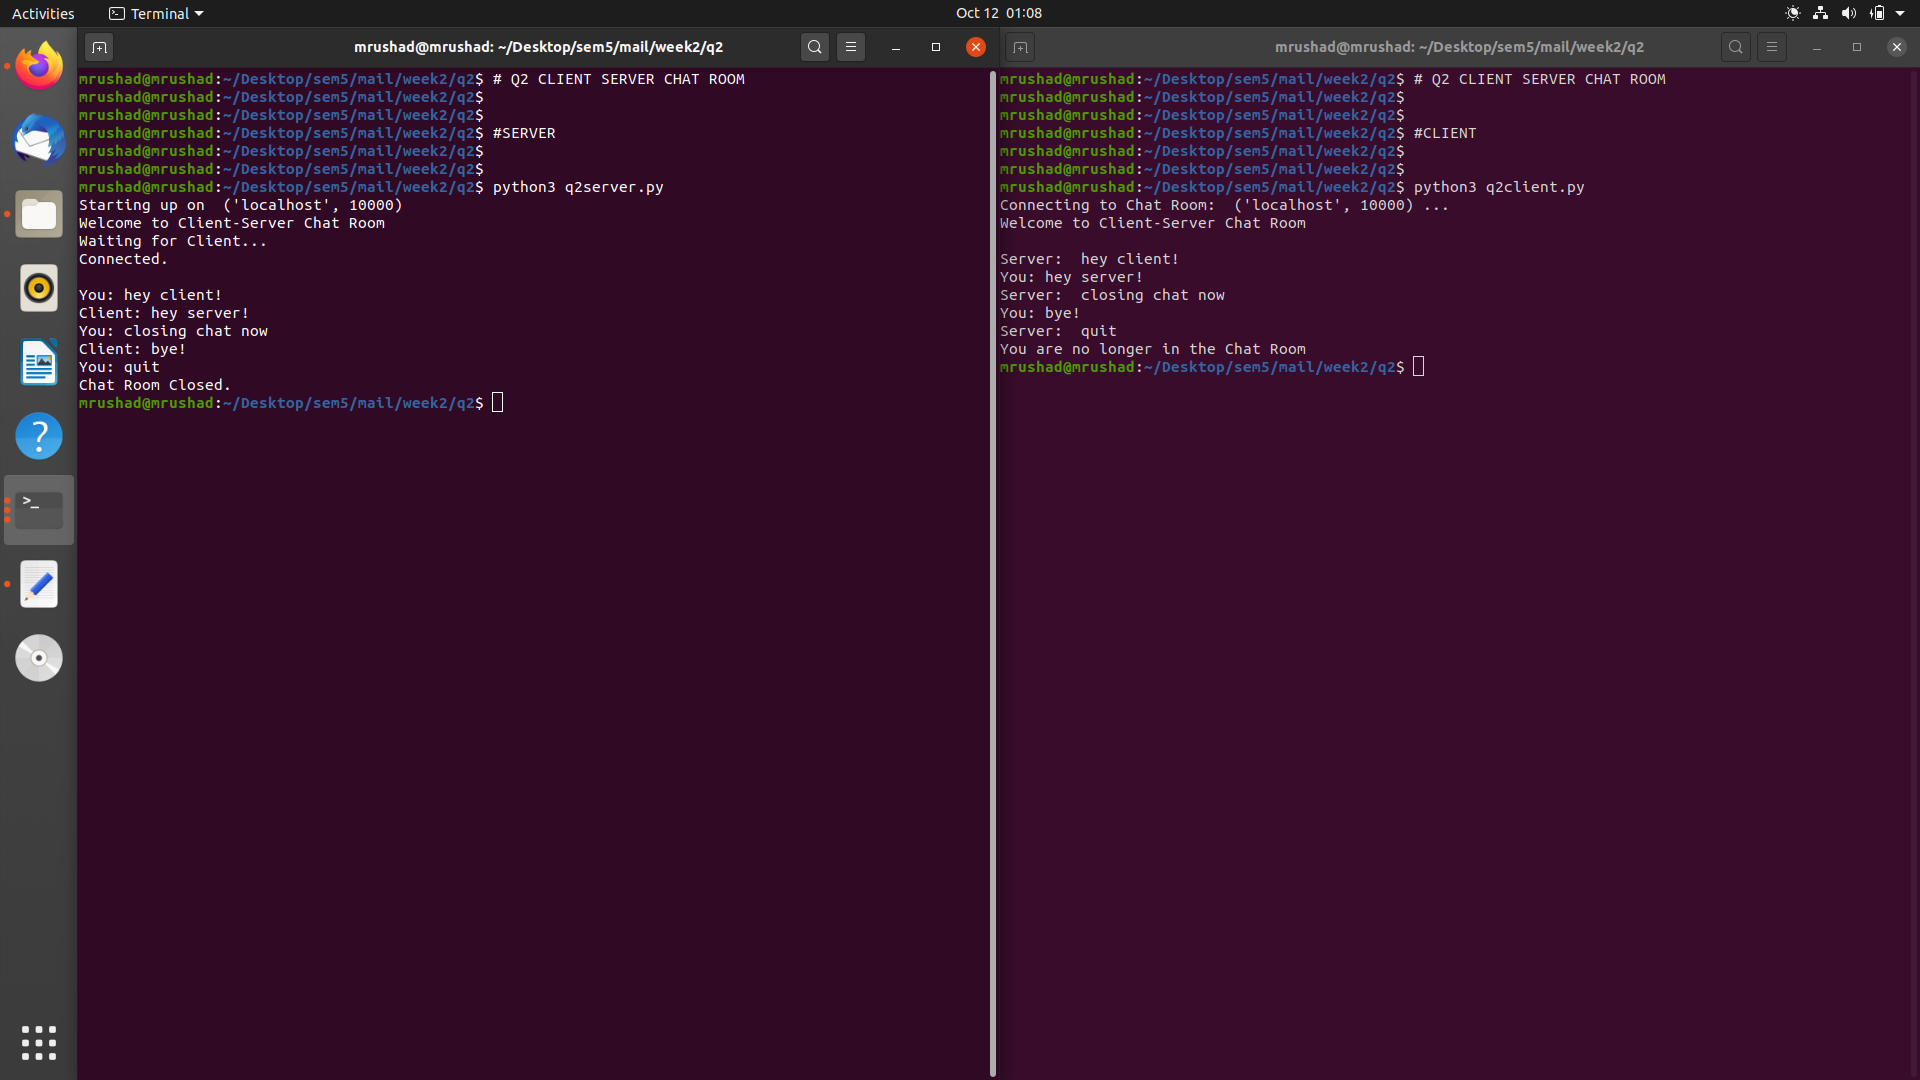 Activities
Terminal
Oct 12 01:08
mrushad@mrushad: ~/Desktop/sem5/mail/week2/q2
mrushad@mrushad:~/Desktop/sem5/mail/week2/q2$ # Q2 CLIENT SERVER CHAT ROOM
mrushad@mrushad:~/Desktop/sem5/mail/week2/q2$
mrushad@mrushad:~/Desktop/sem5/mail/week2/q2$
mrushad@mrushad:~/Desktop/sem5/mail/week2/q2$ #SERVER
mrushad@mrushad:~/Desktop/sem5/mail/week2/q2$
mrushad@mrushad:~/Desktop/sem5/mail/week2/q2$
mrushad@mrushad:~/Desktop/sem5/mail/week2/q2$ python3 q2server.py
Starting up on  ('localhost', 10000)
Welcome to Client-Server Chat Room
Waiting for Client...
Connected.
You: hey client!
Client: hey server!
You: closing chat now
Client: bye!
You: quit
Chat Room Closed.
mrushad@mrushad:~/Desktop/sem5/mail/week2/q2$
mrushad@mrushad: ~/Desktop/sem5/mail/week2/q2
mrushad@mrushad:~/Desktop/sem5/mail/week2/q2$ # Q2 CLIENT SERVER CHAT ROOM
mrushad@mrushad:~/Desktop/sem5/mail/week2/q2$
mrushad@mrushad:~/Desktop/sem5/mail/week2/q2$
mrushad@mrushad:~/Desktop/sem5/mail/week2/q2$ #CLIENT
mrushad@mrushad:~/Desktop/sem5/mail/week2/q2$
mrushad@mrushad:~/Desktop/sem5/mail/week2/q2$
mrushad@mrushad:~/Desktop/sem5/mail/week2/q2$ python3 q2client.py
Connecting to Chat Room:  ('localhost', 10000) ...
Welcome to Client-Server Chat Room
Server:  hey client!
You: hey server!
Server:  closing chat now
You: bye!
Server:  quit
You are no longer in the Chat Room
mrushad@mrushad:~/Desktop/sem5/mail/week2/q2$